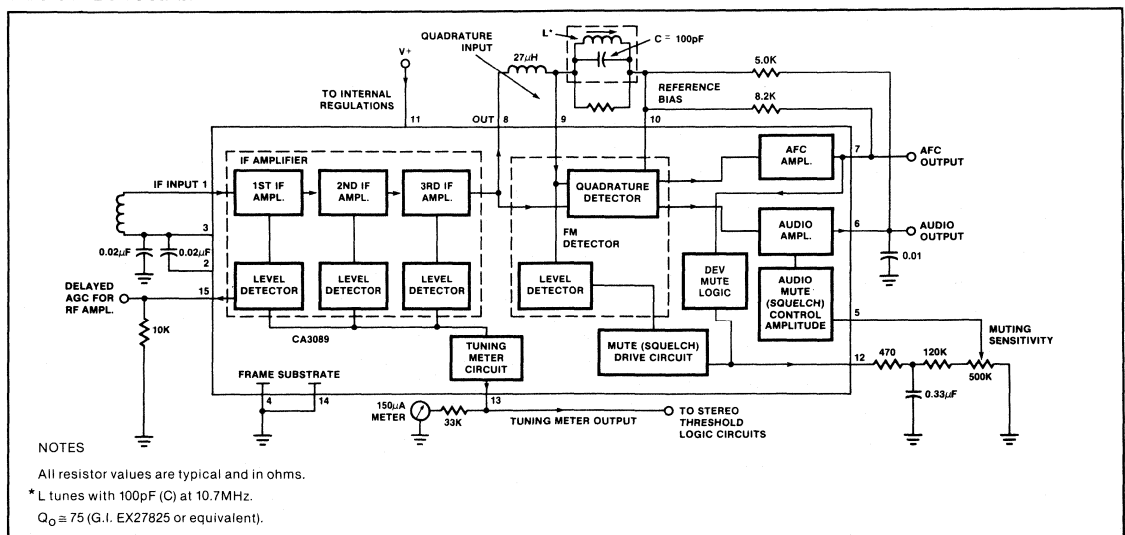 L*
C = 100pF
QUADRATURE
INPUT
27μH
V+
5.0K
REFERENCE
BIAS
8.2K
TO INTERNAL
REGULATIONS
11
OUT 8
9
10
IF AMPLIFIER
AFC
AMPL.
7
AFC
OUTPUT
IF INPUT 1
1ST IF
AMPL.
2ND IF
AMPL.
3RD IF
AMPL.
QUADRATURE
DETECTOR
3
0.02μF
0.02μF
2
FM
DETECTOR
AUDIO
AMPL.
6
AUDIO
OUTPUT
0.01
DELAYED
AGC FOR
RF AMPL.
15
LEVEL
DETECTOR
LEVEL
DETECTOR
LEVEL
DETECTOR
LEVEL
DETECTOR
DEV
MUTE
LOGIC
AUDIO
MUTE
(SQUELCH)
CONTROL
AMPLITUDE
5
MUTING
SENSITIVITY
10K
CA3089
TUNING
METER
CIRCUIT
MUTE (SQUELCH)
DRIVE CIRCUIT
12
470
120K
500K
0.33μF
FRAME SUBSTRATE
4
14
13
150μA
METER
33K
TUNING METER OUTPUT
TO STEREO
THRESHOLD
LOGIC CIRCUITS
NOTES
All resistor values are typical and in ohms.
* L tunes with 100pF (C) at 10.7MHz.
Qo ≅ 75 (G.I. EX27825 or equivalent).